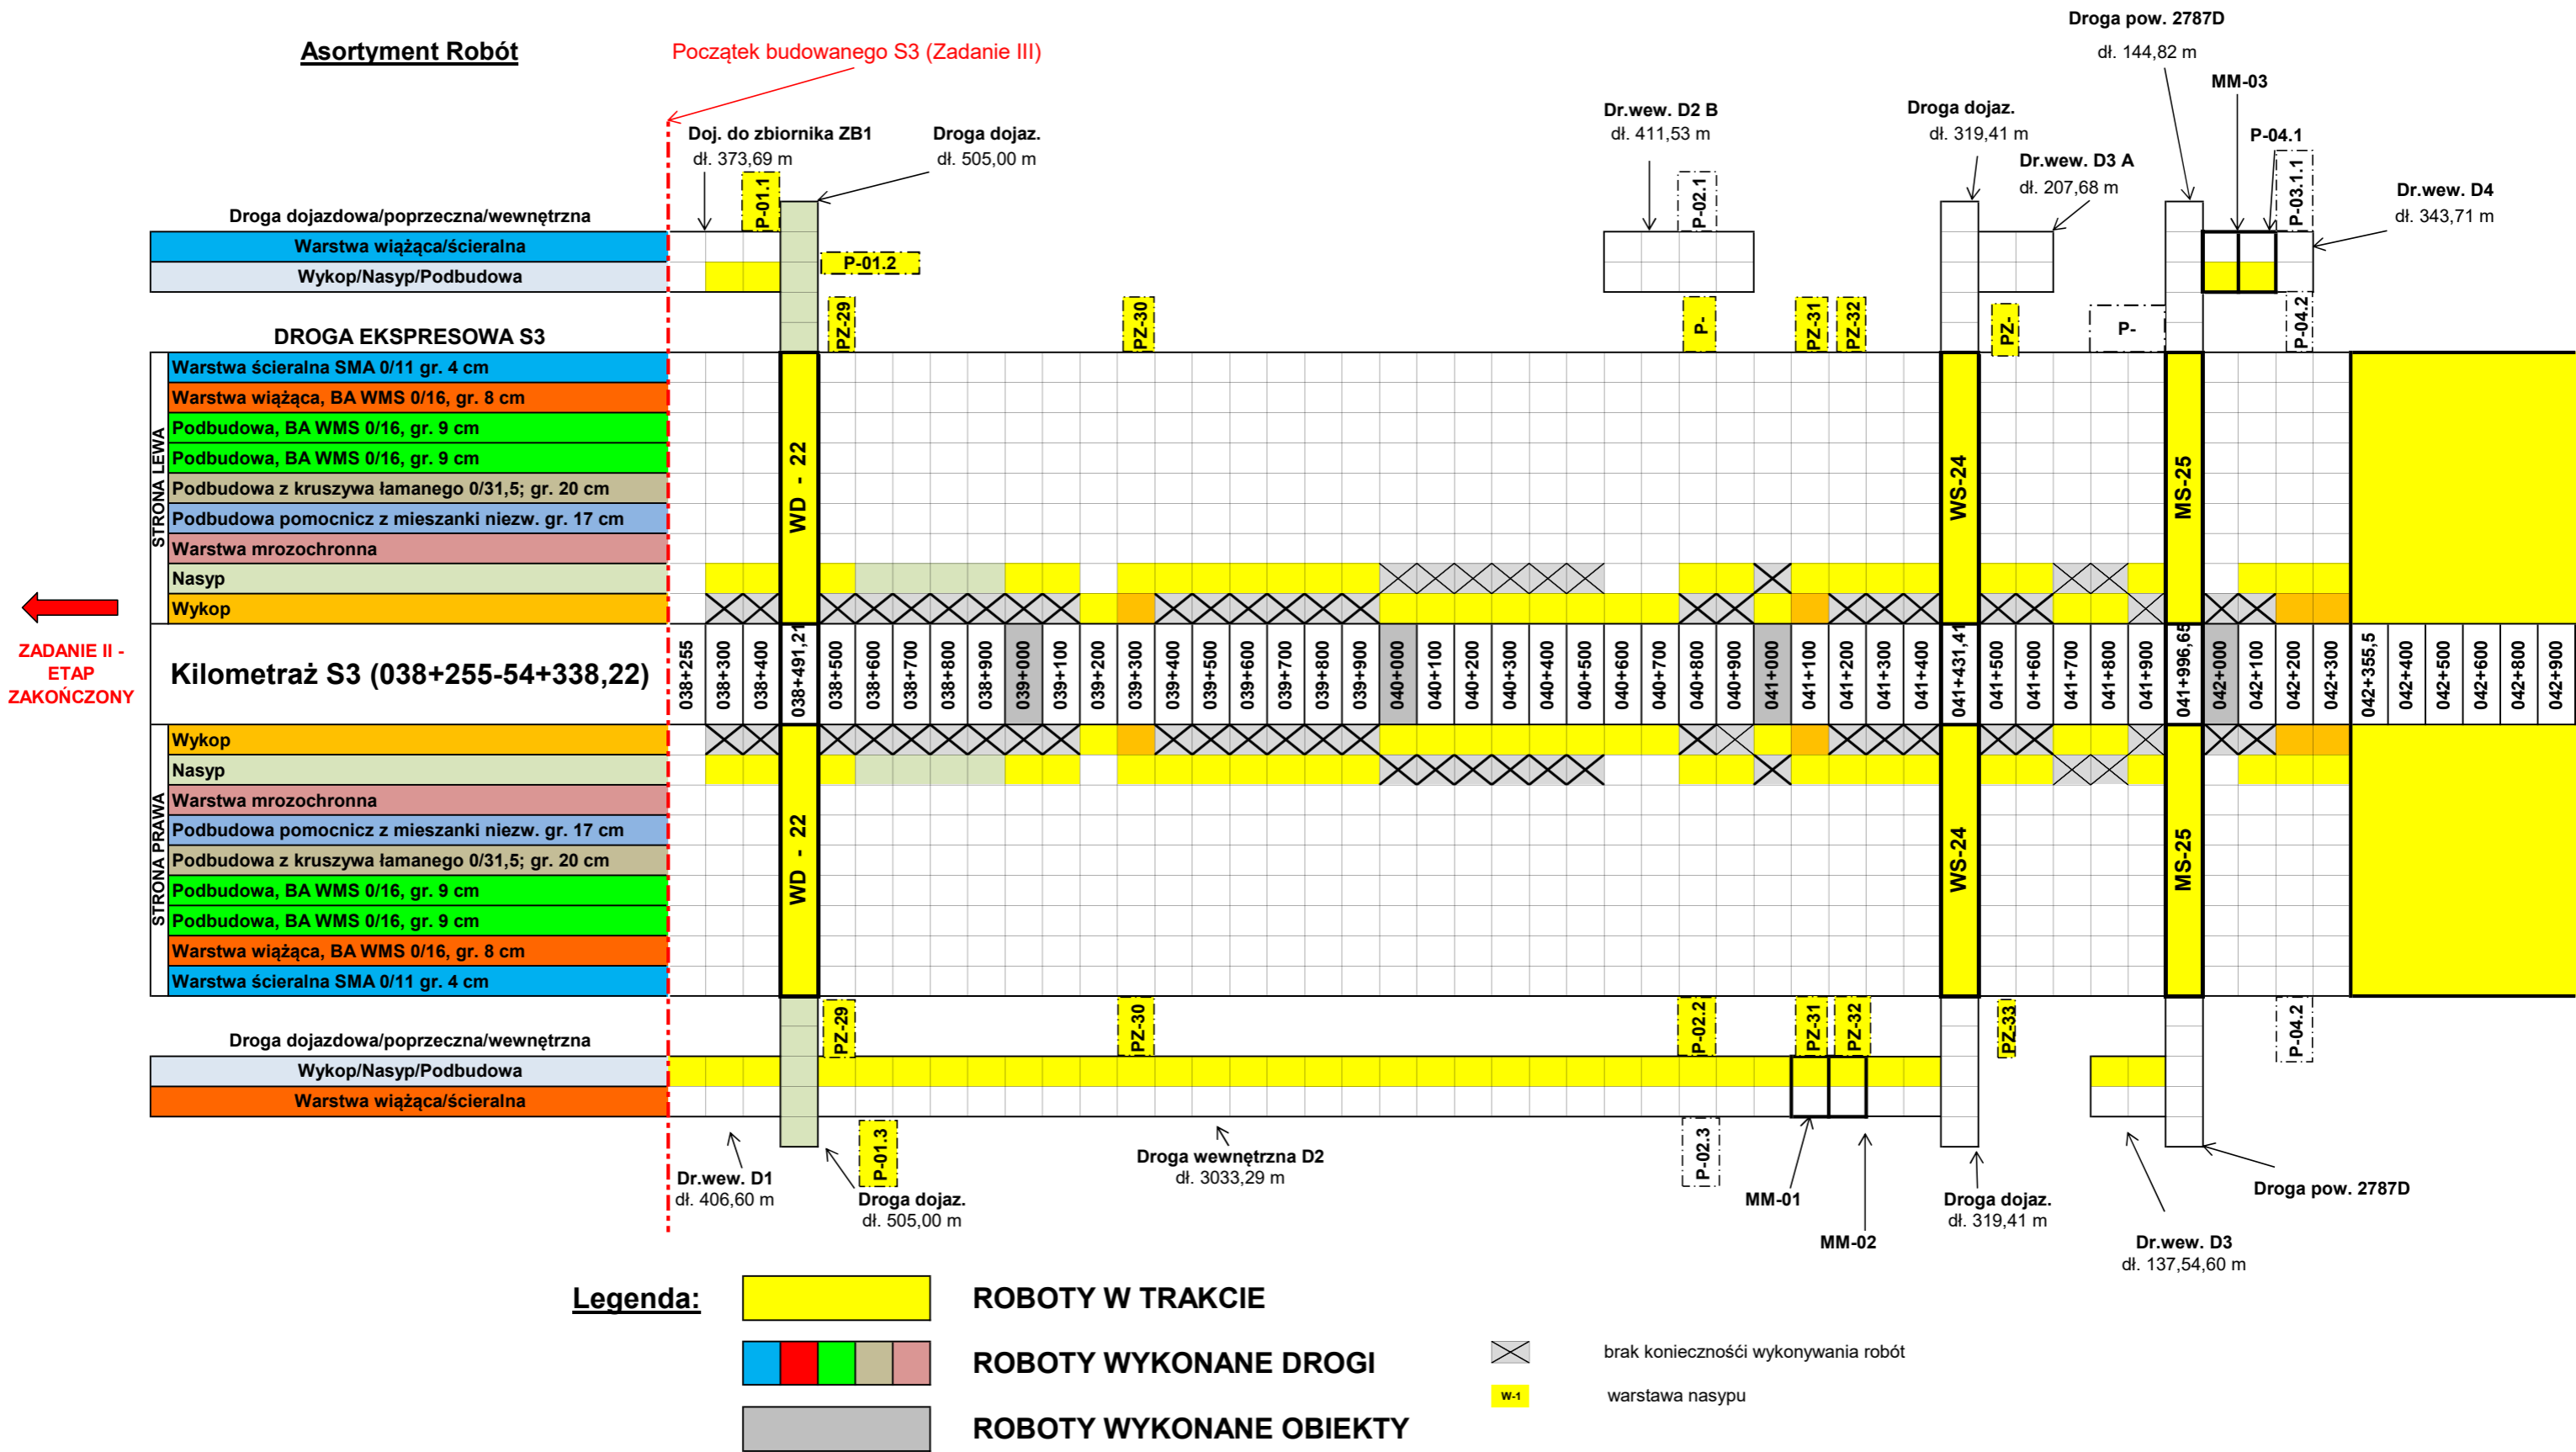 Asortyment Robót
Początek budowanego S3 (Zadanie III)
Droga pow. 2787D
dł. 144,82 m
MM-03
P-04.1
Doj. do zbiornika ZB1
dł. 373,69 m
Droga dojaz.
dł. 505,00 m
Dr.wew. D2 B
dł. 411,53 m
Droga dojaz.
dł. 319,41 m
Dr.wew. D3 A
dł. 207,68 m
Dr.wew. D4
dł. 343,71 m
P-01.1
P-02.1
P-03.1.1
Droga dojazdowa/poprzeczna/wewnętrzna
Warstwa wiążąca/ścieralna
Wykop/Nasyp/Podbudowa
P-01.2
PZ-29
PZ-30
P-
PZ-31
PZ-32
PZ-
P-
P-04.2
DROGA EKSPRESOWA S3
STRONA LEWA
Warstwa ścieralna SMA 0/11 gr. 4 cm
Warstwa wiążąca, BA WMS 0/16, gr. 8 cm
Podbudowa, BA WMS 0/16, gr. 9 cm
Podbudowa, BA WMS 0/16, gr. 9 cm
Podbudowa z kruszywa łamanego 0/31,5; gr. 20 cm
Podbudowa pomocnicz z mieszanki niezw. gr. 17 cm
Warstwa mrozochronna
Nasyp
Wykop
WD - 22
WS-24
MS-25
ZADANIE II -
ETAP
ZAKOŃCZONY
Kilometraż S3 (038+255-54+338,22)
038+255
038+300
038+400
038+491,21
038+500
038+600
038+700
038+800
038+900
039+000
039+100
039+200
039+300
039+400
039+500
039+600
039+700
039+800
039+900
040+000
040+100
040+200
040+300
040+400
040+500
040+600
040+700
040+800
040+900
041+000
041+100
041+200
041+300
041+400
041+431,41
041+500
041+600
041+700
041+800
041+900
041+996,65
042+000
042+100
042+200
042+300
042+355,5
042+400
042+500
042+600
042+800
042+900
STRONA PRAWA
Wykop
Nasyp
Warstwa mrozochronna
Podbudowa pomocnicz z mieszanki niezw. gr. 17 cm
Podbudowa z kruszywa łamanego 0/31,5; gr. 20 cm
Podbudowa, BA WMS 0/16, gr. 9 cm
Podbudowa, BA WMS 0/16, gr. 9 cm
Warstwa wiążąca, BA WMS 0/16, gr. 8 cm
Warstwa ścieralna SMA 0/11 gr. 4 cm
WD - 22
WS-24
MS-25
PZ-29
PZ-30
P-02.2
PZ-31
PZ-32
PZ-33
P-04.2
Droga dojazdowa/poprzeczna/wewnętrzna
Wykop/Nasyp/Podbudowa
Warstwa wiążąca/ścieralna
P-01.3
P-02.3
Dr.wew. D1
dł. 406,60 m
Droga dojaz.
dł. 505,00 m
Droga wewnętrzna D2
dł. 3033,29 m
MM-01
MM-02
Droga dojaz.
dł. 319,41 m
Droga pow. 2787D
Dr.wew. D3
dł. 137,54,60 m
Legenda:
ROBOTY W TRAKCIE
ROBOTY WYKONANE DROGI
ROBOTY WYKONANE OBIEKTY
brak koniecznośći wykonywania robót
W-1
warstawa nasypu